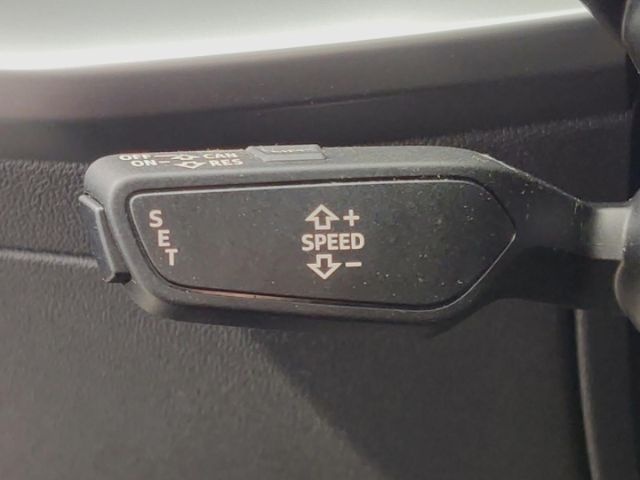 OFF CAN
ON RES
SET
+
SPEED
-